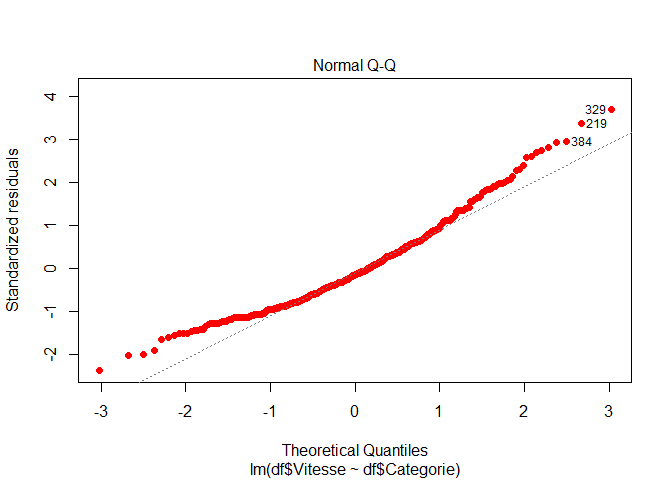 Normal Q-Q
Standardized residuals
4
3
2
1
0
-1
-2
329
219
384
-3 -2 -1 0 1 2 3
Theoretical Quantiles
lm(df$Vitesse ~ df$Categorie)